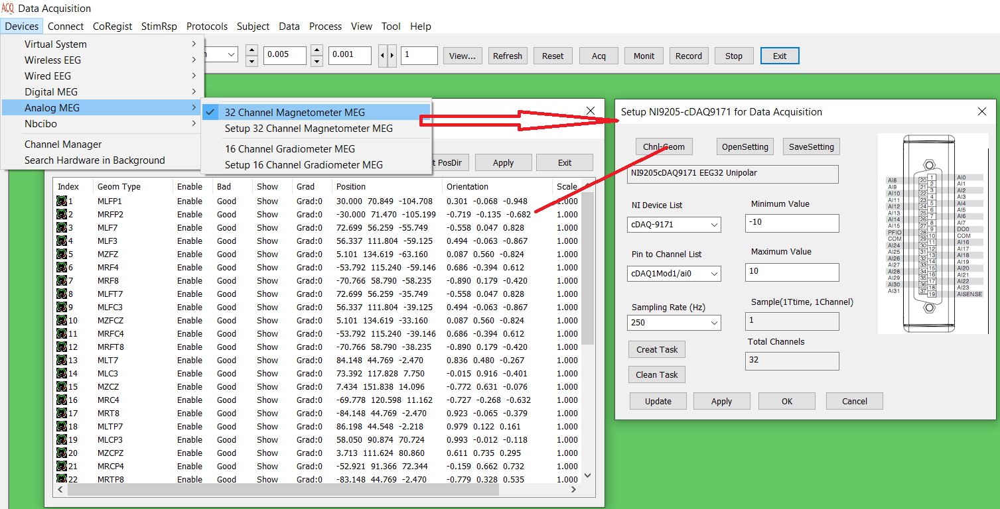 ACQ Data Acquisition
Devices Connect CoRegist StimRsp Protocols Subject Data Process View Tool Help
0.005 0.001 1 View... Refresh Reset Acq Monit Record Stop Exit
Virtual System
Wireless EEG
Wired EEG
Digital MEG
Analog MEG
Nbcibo
Channel Manager
Search Hardware in Background
32 Channel Magnetometer MEG
Setup 32 Channel Magnetometer MEG
16 Channel Gradiometer MEG
Setup 16 Channel Gradiometer MEG
PosDir Apply Exit
Index Geom Type Enable Bad Show Grad Position Orientation Scale
1 MLFP1 Enable Good Show Grad:0 30.000 70.849 -104.708 0.301 -0.068 -0.948 1.000
2 MRFP2 Enable Good Show Grad:0 -30.000 71.470 -105.199 -0.719 -0.135 -0.682 1.000
3 MLF7 Enable Good Show Grad:0 72.699 56.259 -55.749 -0.558 0.047 0.828 1.000
4 MLF3 Enable Good Show Grad:0 56.337 111.804 -59.125 0.494 -0.063 -0.867 1.000
5 MZFZ Enable Good Show Grad:0 5.101 134.619 -63.160 0.087 0.560 -0.824 1.000
6 MRF4 Enable Good Show Grad:0 -53.792 115.240 -59.146 0.686 -0.394 0.612 1.000
7 MRF8 Enable Good Show Grad:0 -70.766 58.790 -58.235 -0.890 0.179 -0.420 1.000
8 MLFT7 Enable Good Show Grad:0 72.699 56.259 -35.749 -0.558 0.047 0.828 1.000
9 MLFC3 Enable Good Show Grad:0 56.337 111.804 -39.125 0.494 -0.063 -0.867 1.000
10 MZFCZ Enable Good Show Grad:0 5.101 134.619 -33.160 0.087 0.560 -0.824 1.000
11 MRFC4 Enable Good Show Grad:0 -53.792 115.240 -39.146 0.686 -0.394 0.612 1.000
12 MRFT8 Enable Good Show Grad:0 -70.766 58.790 -38.235 -0.890 0.179 -0.420 1.000
13 MLT7 Enable Good Show Grad:0 84.148 44.769 -2.470 0.836 0.480 -0.267 1.000
14 MLC3 Enable Good Show Grad:0 73.392 117.828 7.750 -0.015 0.916 -0.401 1.000
15 MZCZ Enable Good Show Grad:0 7.434 151.838 14.096 -0.772 0.631 -0.076 1.000
16 MRC4 Enable Good Show Grad:0 -69.778 120.598 11.162 -0.727 -0.268 -0.632 1.000
17 MRT8 Enable Good Show Grad:0 -84.148 44.769 -2.470 0.923 -0.065 -0.379 1.000
18 MLTP7 Enable Good Show Grad:0 86.198 44.548 -2.218 0.979 0.122 0.161 1.000
19 MLCP3 Enable Good Show Grad:0 58.050 90.874 70.724 0.993 -0.012 -0.118 1.000
20 MZCPZ Enable Good Show Grad:0 3.713 111.624 80.860 0.611 0.735 0.295 1.000
21 MRCP4 Enable Good Show Grad:0 -52.921 91.366 72.344 -0.159 0.662 0.732 1.000
22 MRTP8 Enable Good Show Grad:0 -83.148 44.769 -2.470 -0.779 0.328 0.535 1.000
Setup NI9205-cDAQ9171 for Data Acquisition
Chnl-Geom OpenSetting SaveSetting
NI9205cDAQ9171 EEG32 Unipolar
NI Device List Minimum Value
cDAQ-9171 -10
Pin to Channel List Maximum Value
cDAQ1Mod1/ai0 10
Sampling Rate (Hz) Sample(1Ttime, 1Channel)
250 1
Creat Task Total Channels
32
Clean Task
Update Apply OK Cancel
1 AI0
AI8 20 2 AI1
AI9 21 3 AI2
AI10 22 4 AI3
AI11 23 5 AI4
AI12 24 6 AI5
AI13 25 7 AI6
AI14 26 8 AI7
AI15 27 9 DO0
PFI0 28 10 COM
COM 29 11 AI16
AI24 30 12 AI17
AI25 31 13 AI18
AI26 32 14 AI19
AI27 33 15 AI20
AI28 34 16 AI21
AI29 35 17 AI22
AI30 36 18 AI23
AI31 37 19 AISENSE